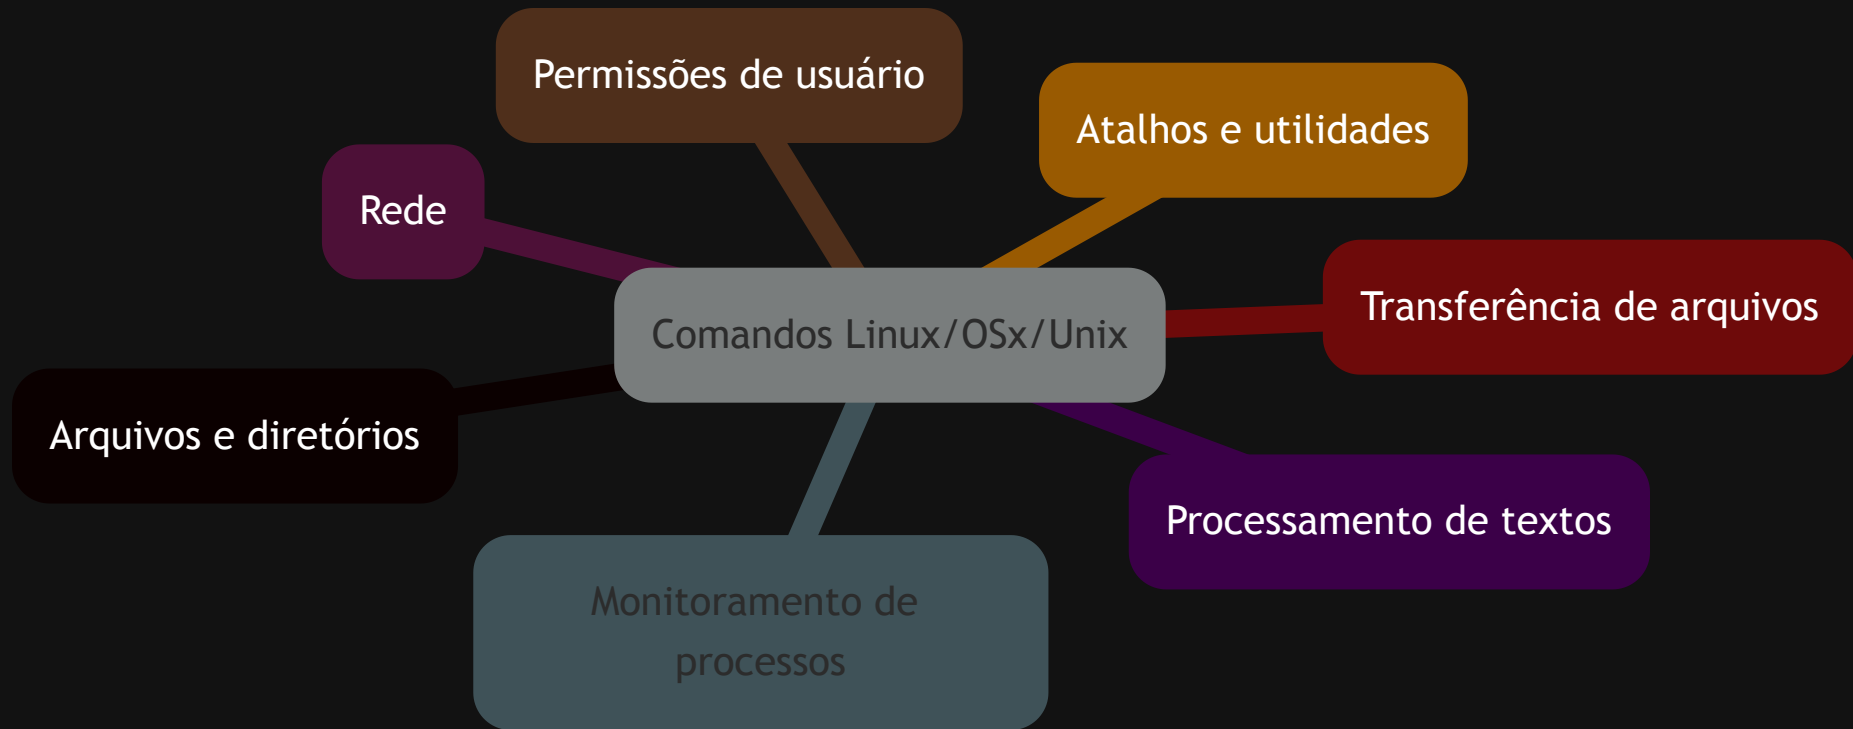 Permissões de usuário
Atalhos e utilidades
Rede
Transferência de arquivos
Comandos Linux/OSx/Unix
Arquivos e diretórios
Processamento de textos
Monitoramento de
processos